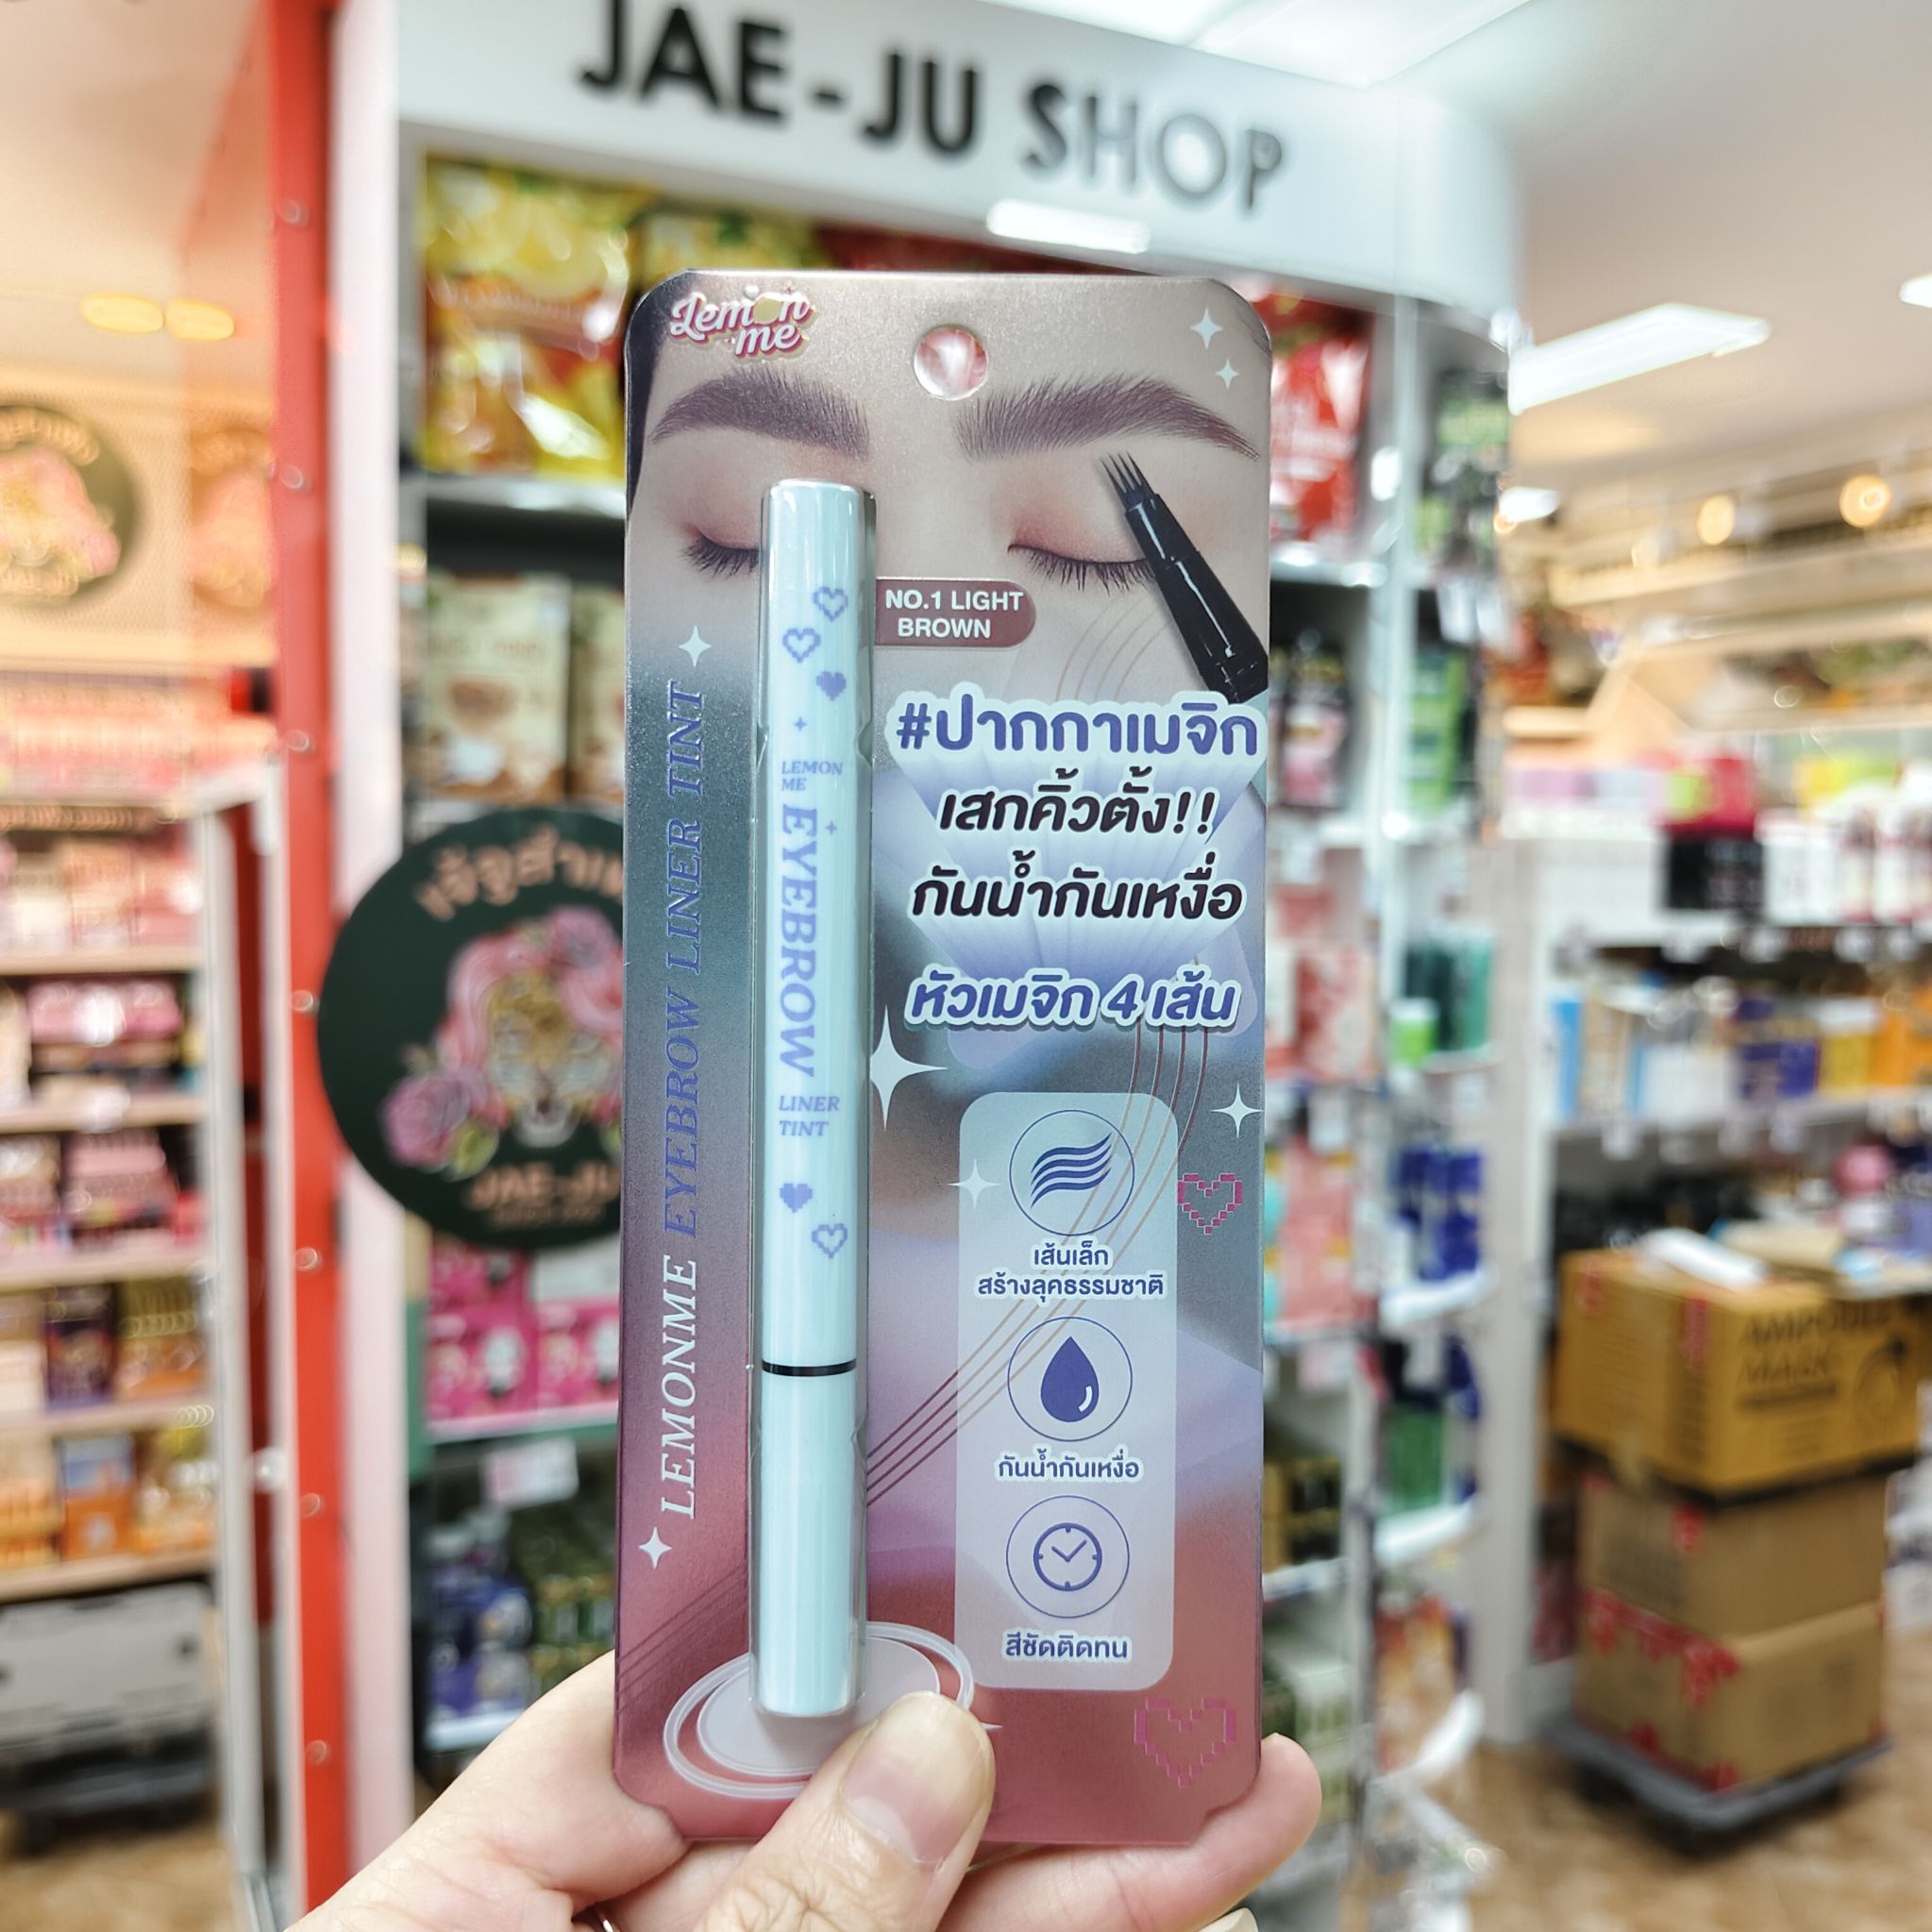 JAE-JU SHOP
Lemon
me
NO.1 LIGHT
BROWN
#ปากกาเมจิก
เสกคิ้วตั้ง!!
กันน้ำกันเหงื่อ
หัวเมจิก 4 เส้น
เส้นเล็ก
สร้างลุคธรรมชาติ
กันน้ำกันเหงื่อ
สีชัดติดทน
LEMONME EYEBROW LINER TINT
LEMON
ME
EYEBROW
LINER
TINT
JAE-JU
AMPOULE
MASK